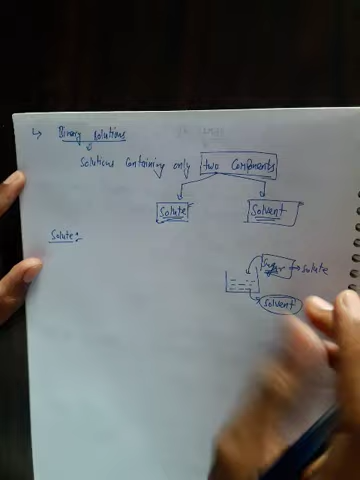 ↳ Binary solutions
Solutions containing only two components
Solute Solvent
Solute:
Sugar → solute
solvent